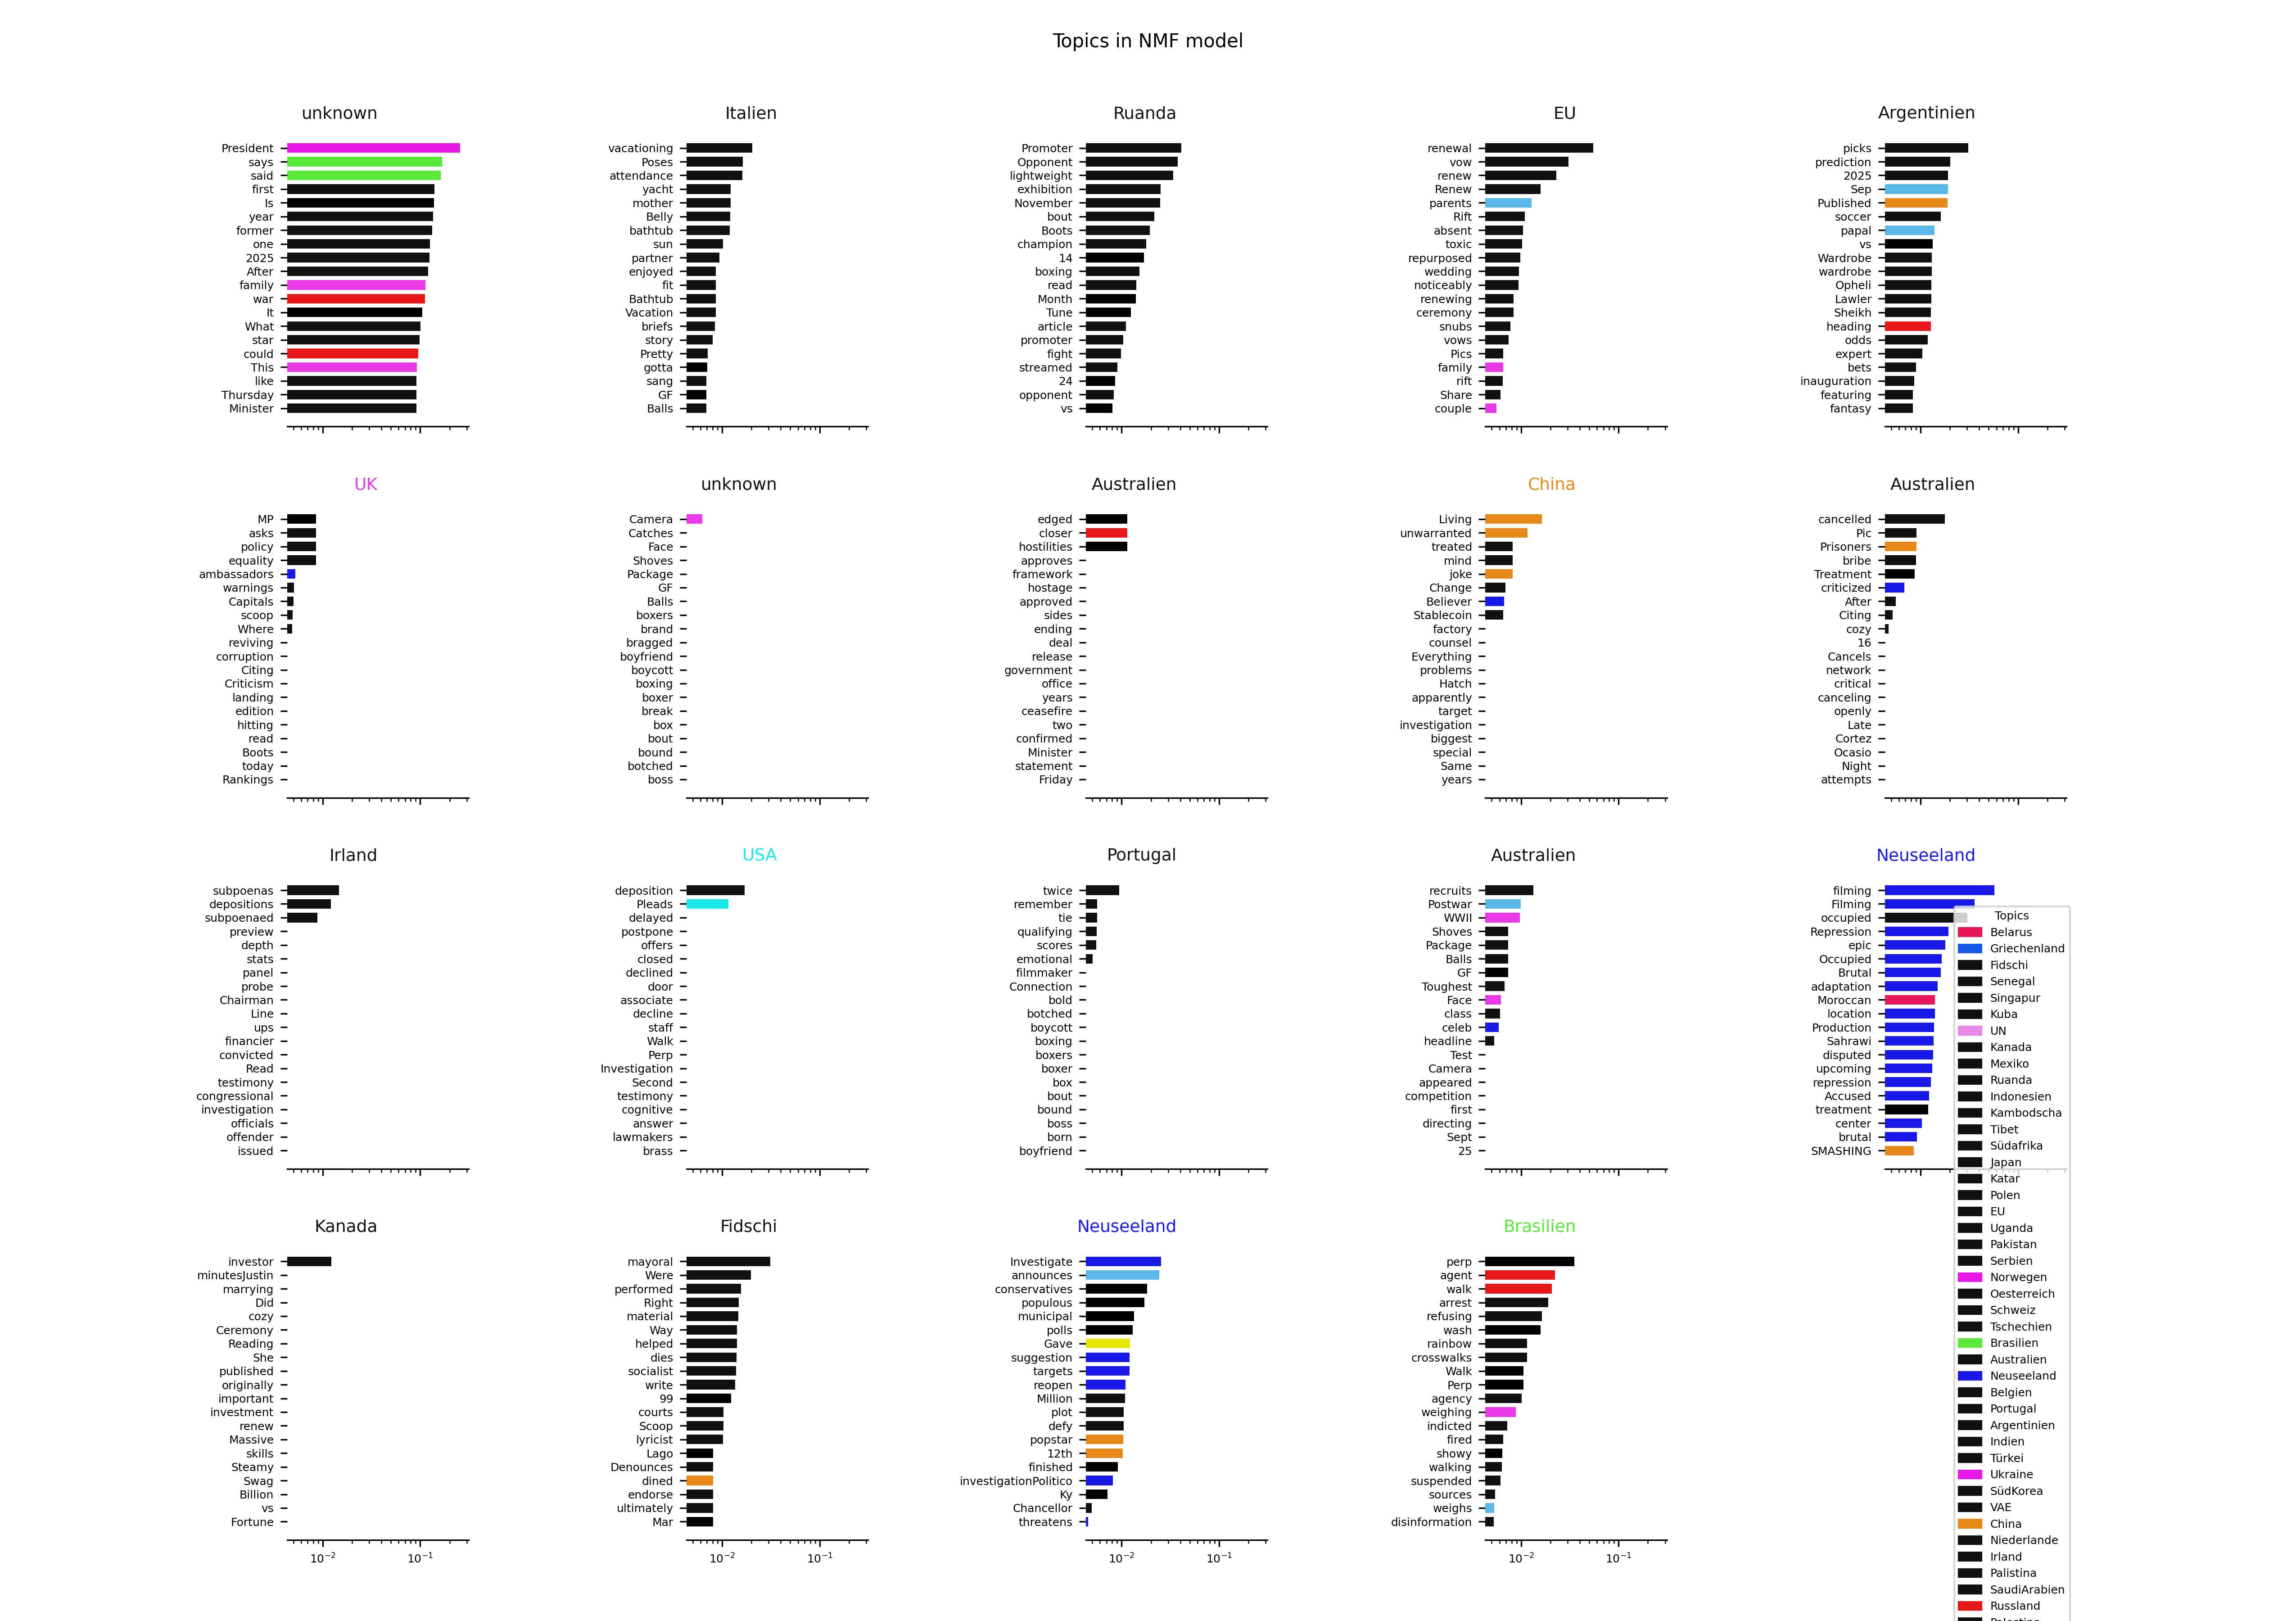 Topics in NMF model
unknown
President
says
said
first
Is
year
former
one
2025
After
family
war
It
What
star
could
This
like
Thursday
Minister
Italien
vacationing
Poses
attendance
yacht
mother
Belly
bathtub
sun
partner
enjoyed
fit
Bathtub
Vacation
briefs
story
Pretty
gotta
sang
GF
Balls
Ruanda
Promoter
Opponent
lightweight
exhibition
November
bout
Boots
champion
14
boxing
read
Month
Tune
article
promoter
fight
streamed
24
opponent
vs
EU
renewal
vow
renew
Renew
parents
Rift
absent
toxic
repurposed
wedding
noticeably
renewing
ceremony
snubs
vows
Pics
family
rift
Share
couple
Argentinien
picks
prediction
2025
Sep
Published
soccer
papal
vs
Wardrobe
wardrobe
Opheli
Lawler
Sheikh
heading
odds
expert
bets
inauguration
featuring
fantasy
UK
MP
asks
policy
equality
ambassadors
warnings
Capitals
scoop
Where
reviving
corruption
Citing
Criticism
landing
edition
hitting
read
Boots
today
Rankings
unknown
Camera
Catches
Face
Shoves
Package
GF
Balls
boxers
brand
bragged
boyfriend
boycott
boxing
boxer
break
box
bout
bound
botched
boss
Australien
edged
closer
hostilities
approves
framework
hostage
approved
sides
ending
deal
release
government
office
years
ceasefire
two
confirmed
Minister
statement
Friday
China
Living
unwarranted
treated
mind
joke
Change
Believer
Stablecoin
factory
counsel
Everything
problems
Hatch
apparently
target
investigation
biggest
special
Same
years
Australien
cancelled
Pic
Prisoners
bribe
Treatment
criticized
After
Citing
cozy
16
Cancels
network
critical
canceling
openly
Late
Cortez
Ocasio
Night
attempts
Irland
subpoenas
depositions
subpoenaed
preview
depth
stats
panel
probe
Chairman
Line
ups
financier
convicted
Read
testimony
congressional
investigation
officials
offender
issued
USA
deposition
Pleads
delayed
postpone
offers
closed
declined
door
associate
decline
staff
Walk
Perp
Investigation
Second
testimony
cognitive
answer
lawmakers
brass
Portugal
twice
remember
tie
qualifying
scores
emotional
filmmaker
Connection
bold
botched
boycott
boxing
boxers
boxer
box
bout
bound
boss
born
boyfriend
Australien
recruits
Postwar
WWII
Shoves
Package
Balls
GF
Toughest
Face
class
celeb
headline
Test
Camera
appeared
competition
first
directing
Sept
25
Neuseeland
filming
Filming
occupied
Repression
epic
Occupied
Brutal
adaptation
Moroccan
location
Production
Sahrawi
disputed
upcoming
repression
Accused
treatment
center
brutal
SMASHING
Kanada
investor
minutesJustin
marrying
Did
cozy
Ceremony
Reading
She
published
originally
important
investment
renew
Massive
skills
Steamy
Swag
Billion
vs
Fortune
10⁻² 10⁻¹
Fidschi
mayoral
Were
performed
Right
material
Way
helped
dies
socialist
write
99
courts
Scoop
lyricist
Lago
Denounces
dined
endorse
ultimately
Mar
10⁻² 10⁻¹
Neuseeland
Investigate
announces
conservatives
populous
municipal
polls
Gave
suggestion
targets
reopen
Million
plot
defy
popstar
12th
finished
investigationPolitico
Ky
Chancellor
threatens
10⁻² 10⁻¹
Brasilien
perp
agent
walk
arrest
refusing
wash
rainbow
crosswalks
Walk
Perp
agency
weighing
indicted
fired
showy
walking
suspended
sources
weighs
disinformation
10⁻² 10⁻¹
Topics
Belarus
Griechenland
Fidschi
Senegal
Singapur
Kuba
UN
Kanada
Mexiko
Ruanda
Indonesien
Kambodscha
Tibet
Südafrika
Japan
Katar
Polen
EU
Uganda
Pakistan
Serbien
Norwegen
Oesterreich
Schweiz
Tschechien
Brasilien
Australien
Neuseeland
Belgien
Portugal
Argentinien
Indien
Türkei
Ukraine
SüdKorea
VAE
China
Niederlande
Irland
Palistina
SaudiArabien
Russland